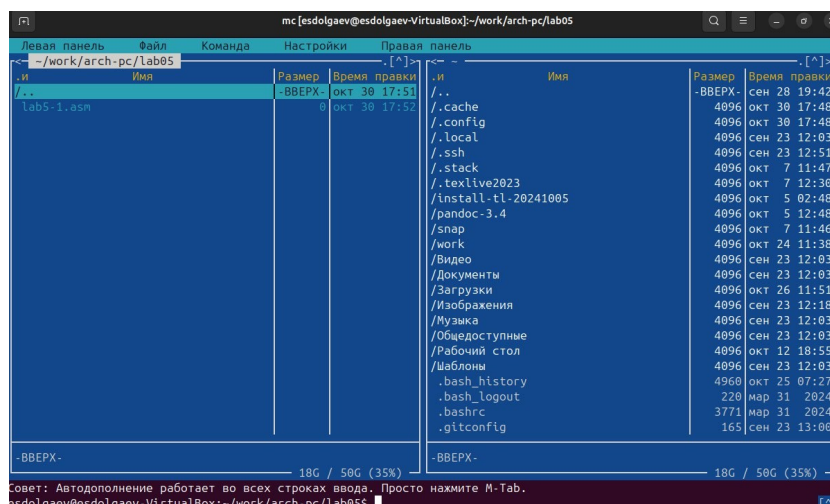 mc [esdolgaev@esdolgaev-VirtualBox]:~/work/arch-pc/lab05
Левая панель Файл Команда Настройки Правая панель
<- ~/work/arch-pc/lab05 .[^]>
.и Имя Размер Время правки
/.. -ВВЕРХ- окт 30 17:51
lab5-1.asm 0 окт 30 17:52
-ВВЕРХ-
18G / 50G (35%)
<- ~ .[^]>
.и Имя Размер Время правки
/.. -ВВЕРХ- сен 28 19:42
/.cache 4096 окт 30 17:48
/.config 4096 окт 30 17:48
/.local 4096 сен 23 12:03
/.ssh 4096 сен 23 12:51
/.stack 4096 окт 7 11:47
/.texlive2023 4096 окт 7 12:30
/install-tl-20241005 4096 окт 5 02:48
/pandoc-3.4 4096 окт 5 12:48
/snap 4096 окт 7 11:46
/work 4096 окт 24 11:38
/Видео 4096 сен 23 12:03
/Документы 4096 сен 23 12:03
/Загрузки 4096 окт 26 11:51
/Изображения 4096 сен 23 12:18
/Музыка 4096 сен 23 12:03
/Общедоступные 4096 сен 23 12:03
/Рабочий стол 4096 окт 12 18:55
/Шаблоны 4096 сен 23 12:03
.bash_history 4960 окт 25 07:27
.bash_logout 220 мар 31 2024
.bashrc 3771 мар 31 2024
.gitconfig 165 сен 23 13:00
-ВВЕРХ-
18G / 50G (35%)
Совет: Автодополнение работает во всех строках ввода. Просто нажмите M-Tab.
esdolgaev@esdolgaev-VirtualBox:~/work/arch-pc/lab05$ [^